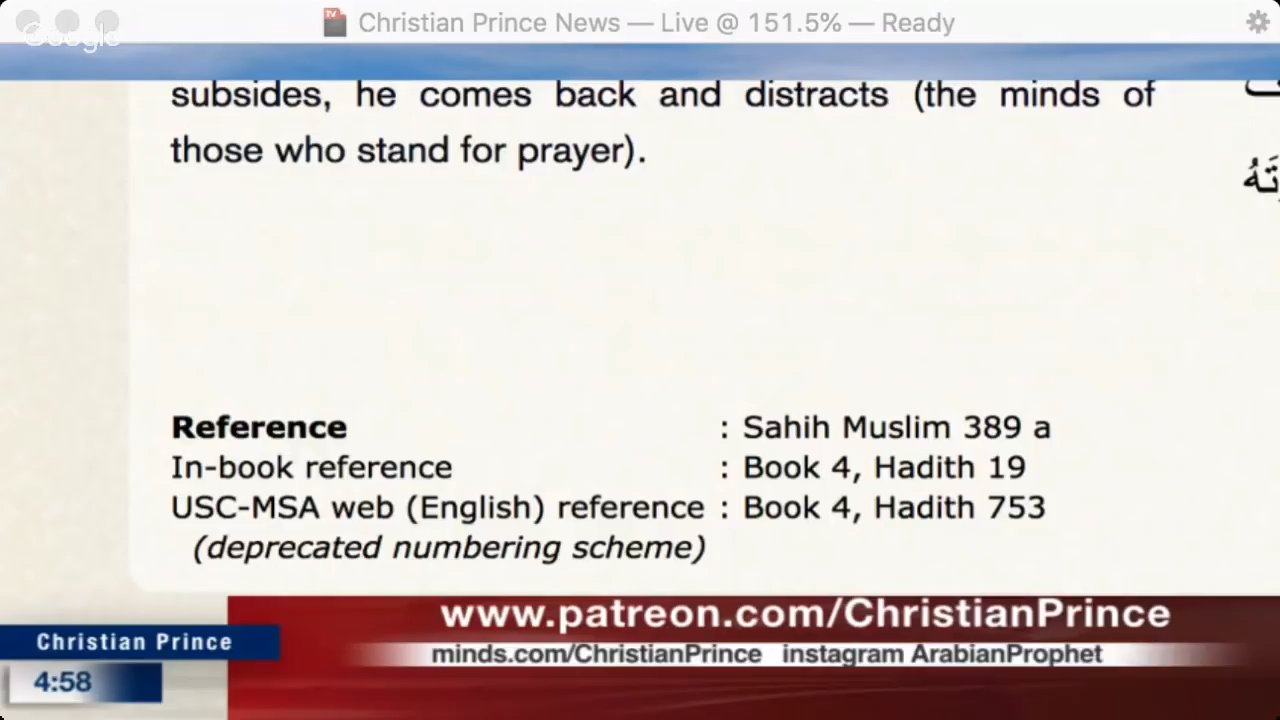 Google
TV Christian Prince News — Live @ 151.5% — Ready
subsides, he comes back and distracts (the minds of
those who stand for prayer).
Reference : Sahih Muslim 389 a
In-book reference : Book 4, Hadith 19
USC-MSA web (English) reference : Book 4, Hadith 753
(deprecated numbering scheme)
www.patreon.com/ChristianPrince
Christian Prince
minds.com/ChristianPrince instagram ArabianProphet
4:58